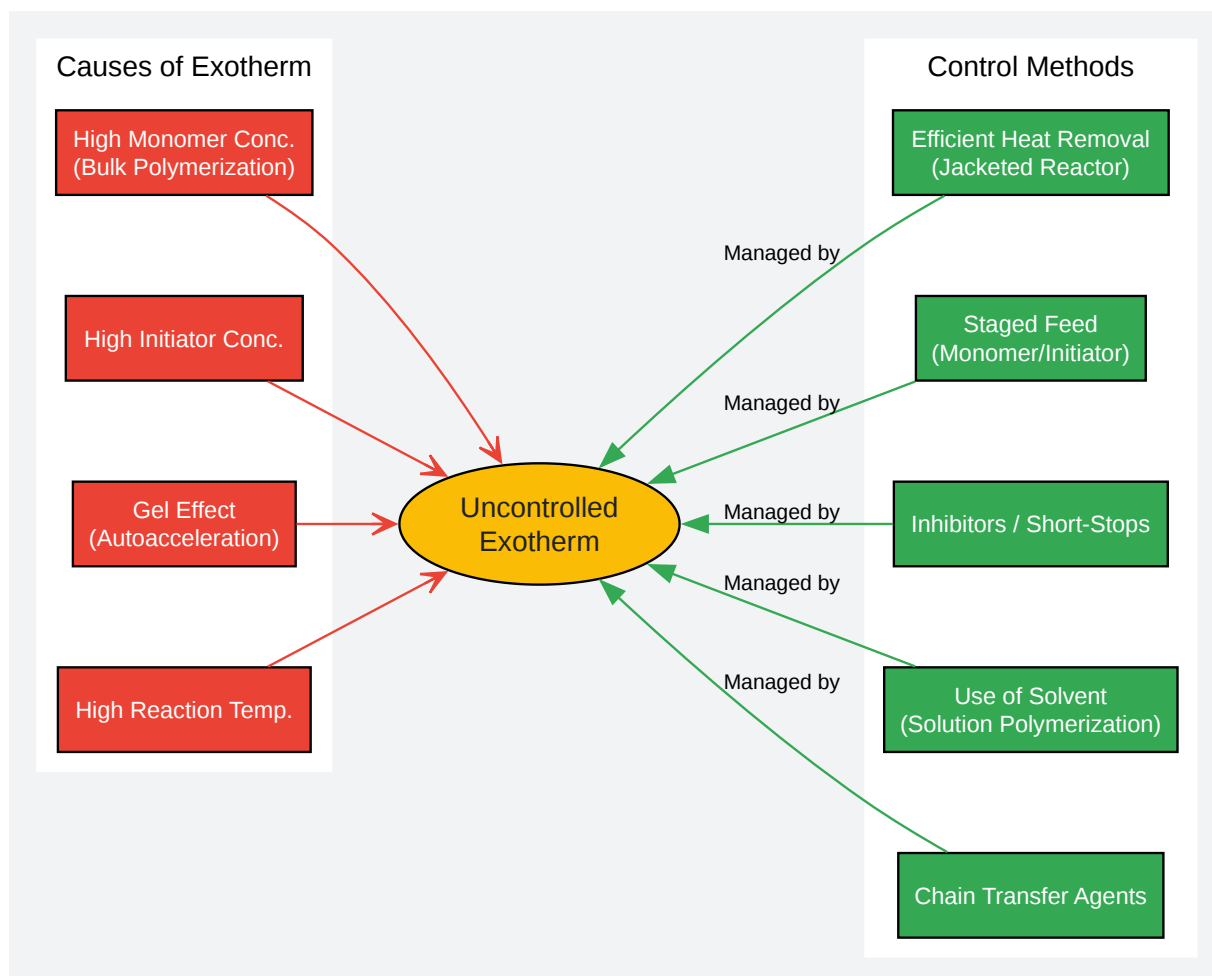 Causes of Exotherm
High Monomer Conc.
(Bulk Polymerization)
High Initiator Conc.
Gel Effect
(Autoacceleration)
High Reaction Temp.
Uncontrolled
Exotherm
Managed by
Managed by
Managed by
Managed by
Managed by
Control Methods
Efficient Heat Removal
(Jacketed Reactor)
Staged Feed
(Monomer/Initiator)
Inhibitors / Short-Stops
Use of Solvent
(Solution Polymerization)
Chain Transfer Agents